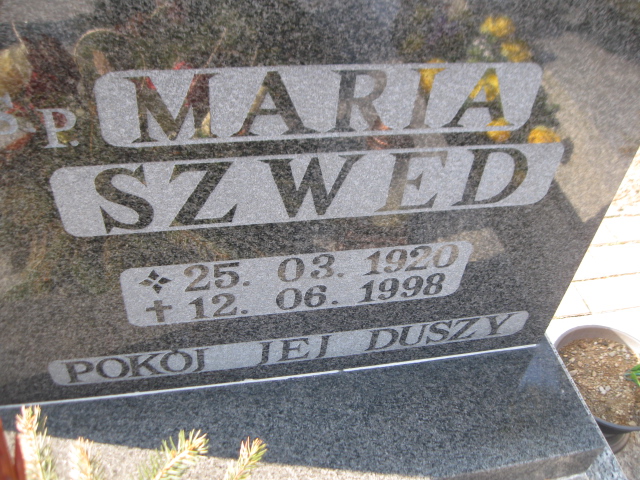 Ś.P. MARIA
SZWED
25. 03. 1920
12. 06. 1998
POKÓJ JEJ DUSZY